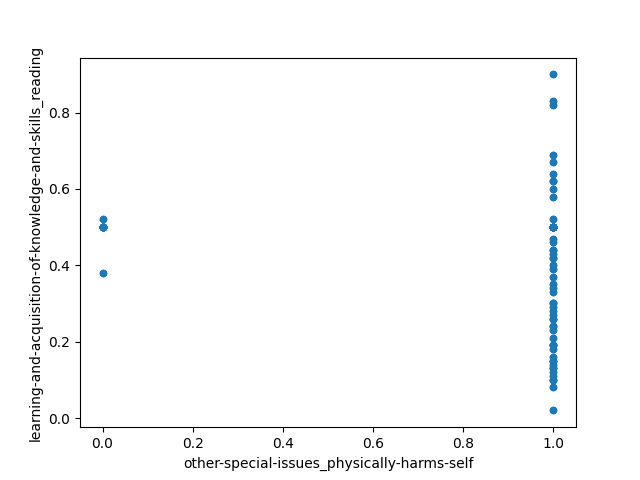 learning-and-acquisition-of-knowledge-and-skills_reading
0.8
0.6
0.4
0.2
0.0
0.0 0.2 0.4 0.6 0.8 1.0
other-special-issues_physically-harms-self